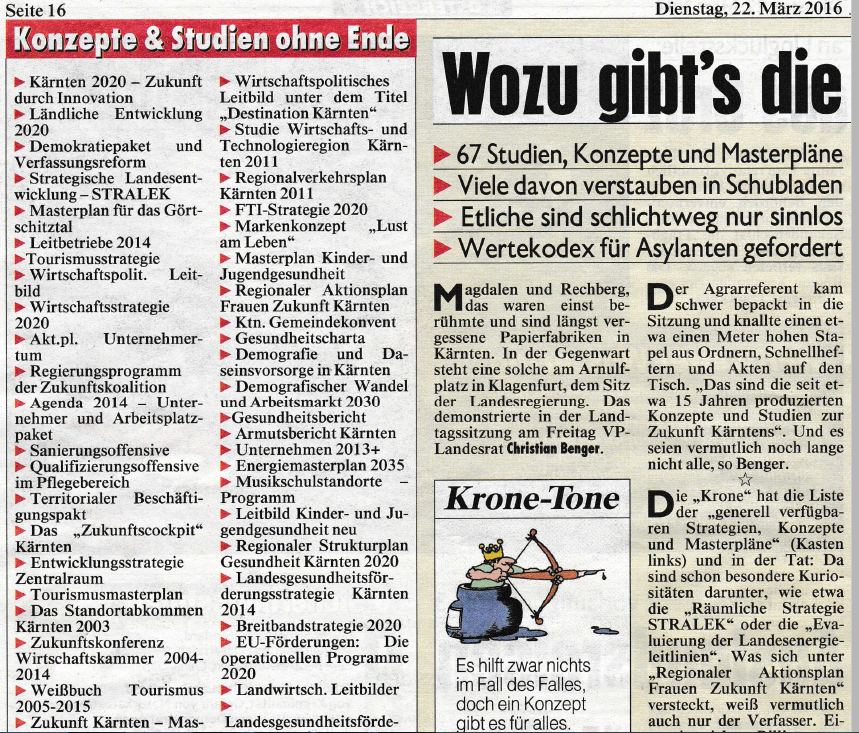 Seite 16
Dienstag, 22. März 2016
Konzepte & Studien ohne Ende
► Kärnten 2020 – Zukunft
durch Innovation
► Ländliche Entwicklung
2020
► Demokratiepaket und
Verfassungsreform
► Strategische Landesent-
wicklung – STRALEK
► Masterplan für das Gört-
schitztal
► Leitbetriebe 2014
►Tourismusstrategie
► Wirtschaftspolit. Leit-
bild
► Wirtschaftsstrategie
2020
► Akt.pl. Unternehmer-
tum
► Regierungsprogramm
der Zukunftskoalition
► Agenda 2014 – Unter-
nehmer und Arbeitsplatz-
paket
► Sanierungsoffensive
► Qualifizierungsoffensive
im Pflegebereich
► Territorialer Beschäfti-
gungspakt
► Das „Zukunftscockpit“
Kärnten
► Entwicklungsstrategie
Zentralraum
► Tourismusmasterplan
► Das Standortabkommen
Kärnten 2003
► Zukunftskonferenz
Wirtschaftskammer 2004-
2014
► Weißbuch Tourismus
2005-2015
► Zukunft Kärnten – Mas-
► Wirtschaftspolitisches
Leitbild unter dem Titel
„Destination Kärnten“
► Studie Wirtschafts- und
Technologieregion Kärn-
ten 2011
► Regionalverkehrsplan
Kärnten 2011
► FTI-Strategie 2020
► Markenkonzept „Lust
am Leben“
► Masterplan Kinder- und
Jugendgesundheit
► Regionaler Aktionsplan
Frauen Zukunft Kärnten
► Ktn. Gemeindekonvent
► Gesundheitscharta
► Demografie und Da-
seinsvorsorge in Kärnten
► Demografischer Wandel
und Arbeitsmarkt 2030
►Gesundheitsbericht
► Armutsbericht Kärnten
► Unternehmen 2013+
► Energiemasterplan 2035
► Musikschulstandorte –
Programm
► Leitbild Kinder- und Ju-
gendgesundheit neu
► Regionaler Strukturplan
Gesundheit Kärnten 2020
► Landesgesundheitsför-
derungsstrategie Kärnten
2014
► Breitbandstrategie 2020
► EU-Förderungen: Die
operationellen Programme
2020
► Landwirtsch. Leitbilder
Landesgesundheitsförde-
Wozu gibt's die
► 67 Studien, Konzepte und Masterpläne
► Viele davon verstauben in Schubladen
► Etliche sind schlichtweg nur sinnlos
► Wertekodex für Asylanten gefordert
Magdalen und Rechberg,
das waren einst be-
rühmte und sind längst ver-
gessene Papierfabriken in
Kärnten. In der Gegenwart
steht eine solche am Arnulf-
platz in Klagenfurt, dem Sitz
der Landesregierung. Das
demonstrierte in der Land-
tagssitzung am Freitag VP-
Landesrat Christian Benger.
Krone-Tone
Es hilft zwar nichts
im Fall des Falles,
doch ein Konzept
gibt es für alles.
Der Agrarreferent kam
schwer bepackt in die
Sitzung und knallte einen et-
wa einen Meter hohen Sta-
pel aus Ordnern, Schnellhef-
tern und Akten auf den
Tisch. „Das sind die seit et-
wa 15 Jahren produzierten
Konzepte und Studien zur
Zukunft Kärntens“. Und es
seien vermutlich noch lange
nicht alle, so Benger.
☆
Die „Krone“ hat die Liste
der „generell verfügba-
ren Strategien, Konzepte
und Masterpläne“ (Kasten
links) und in der Tat: Da
sind schon besondere Kurio-
sitäten darunter, wie etwa
die „Räumliche Strategie
STRALEK“ oder die „Eva-
luierung der Landesenergie-
leitlinien“. Was sich unter
„Regionaler Aktionsplan
Frauen Zukunft Kärnten“
versteckt, weiß vermutlich
auch nur der Verfasser. Ei-